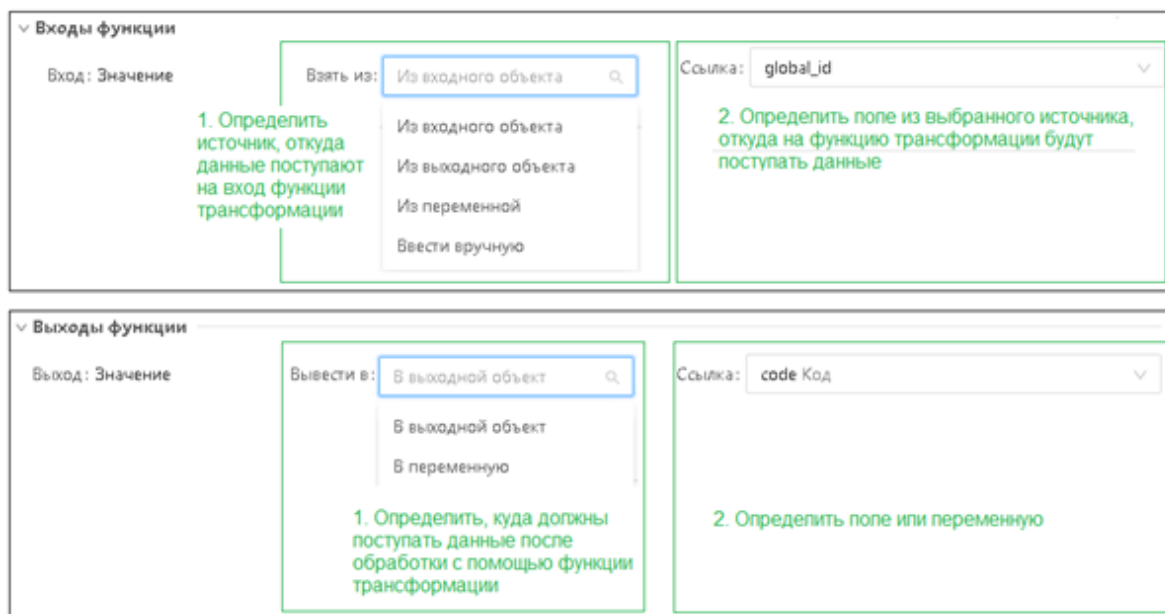 Входы функции
Вход: Значение
Взять из: Из входного объекта
Ссылка: global_id
Из входного объекта
Из выходного объекта
Из переменной
Ввести вручную
1. Определить
источник, откуда
данные поступают
на вход функции
трансформации
2. Определить поле из выбранного источника,
откуда на функцию трансформации будут
поступать данные
Выходы функции
Выход: Значение
Вывести в: В выходной объект
Ссылка: code Код
В выходной объект
В переменную
1. Определить, куда должны
поступать данные после
обработки с помощью функции
трансформации
2. Определить поле или переменную